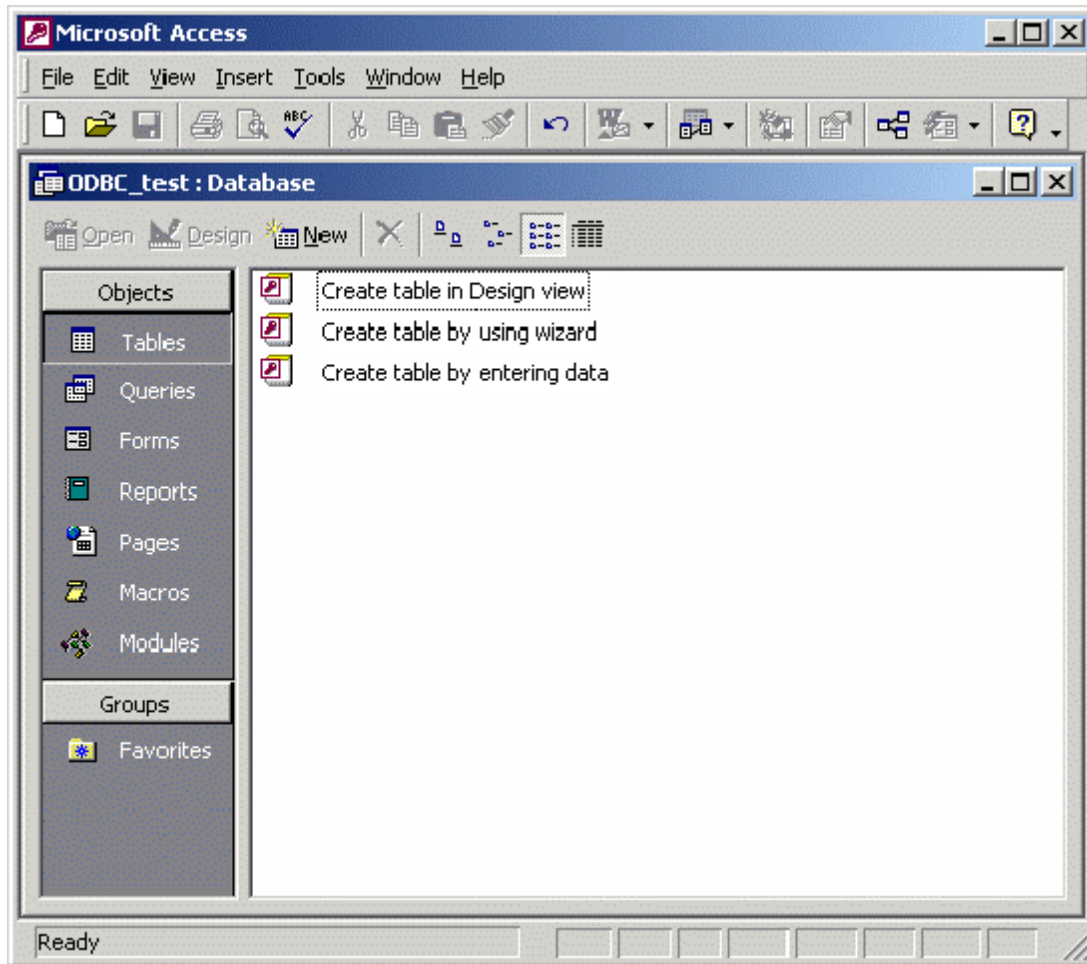 Microsoft Access
File Edit View Insert Tools Window Help
ABC W ?
ODBC_test : Database
Open Design New
Objects
Tables
Queries
Forms
Reports
Pages
Macros
Modules
Groups
Favorites
Create table in Design view
Create table by using wizard
Create table by entering data
Ready